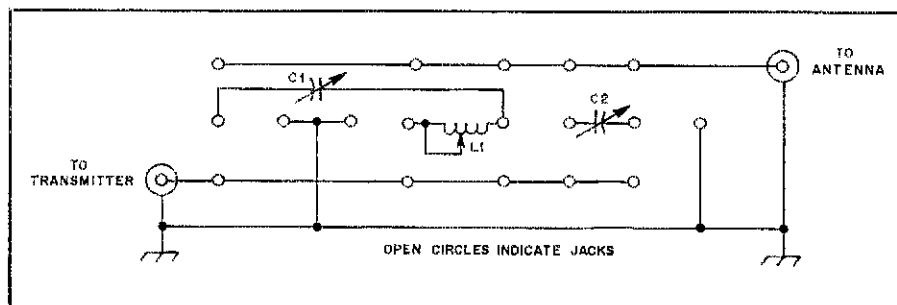 TO
ANTENNA
C1
C2
L1
TO
TRANSMITTER
OPEN CIRCLES INDICATE JACKS